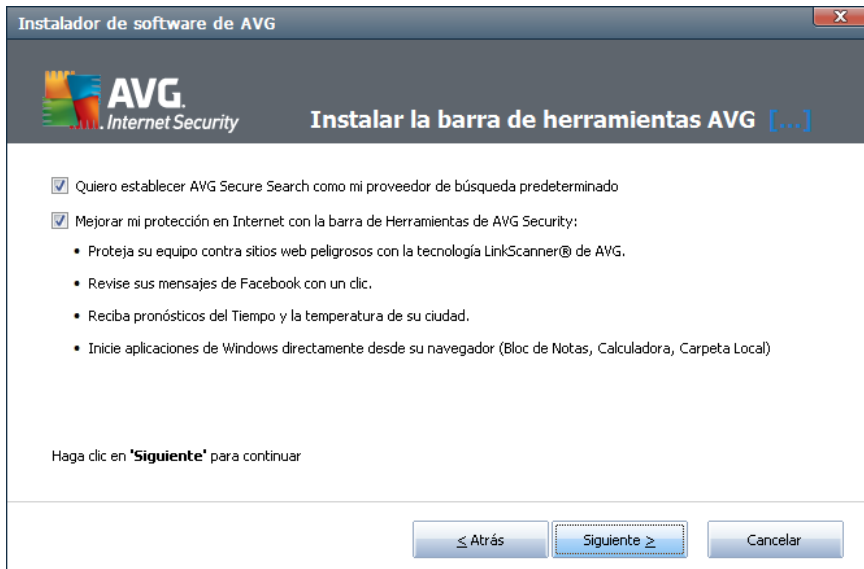 Instalador de software de AVG
X
AVG.
Internet Security
Instalar la barra de herramientas AVG [...]
Quiero establecer AVG Secure Search como mi proveedor de búsqueda predeterminado
Mejorar mi protección en Internet con la barra de Herramientas de AVG Security:
• Proteja su equipo contra sitios web peligrosos con la tecnología LinkScanner® de AVG.
• Revise sus mensajes de Facebook con un clic.
• Reciba pronósticos del Tiempo y la temperatura de su ciudad.
• Inicie aplicaciones de Windows directamente desde su navegador (Bloc de Notas, Calculadora, Carpeta Local)
Haga clic en 'Siguiente' para continuar
< Atrás
Siguiente >
Cancelar